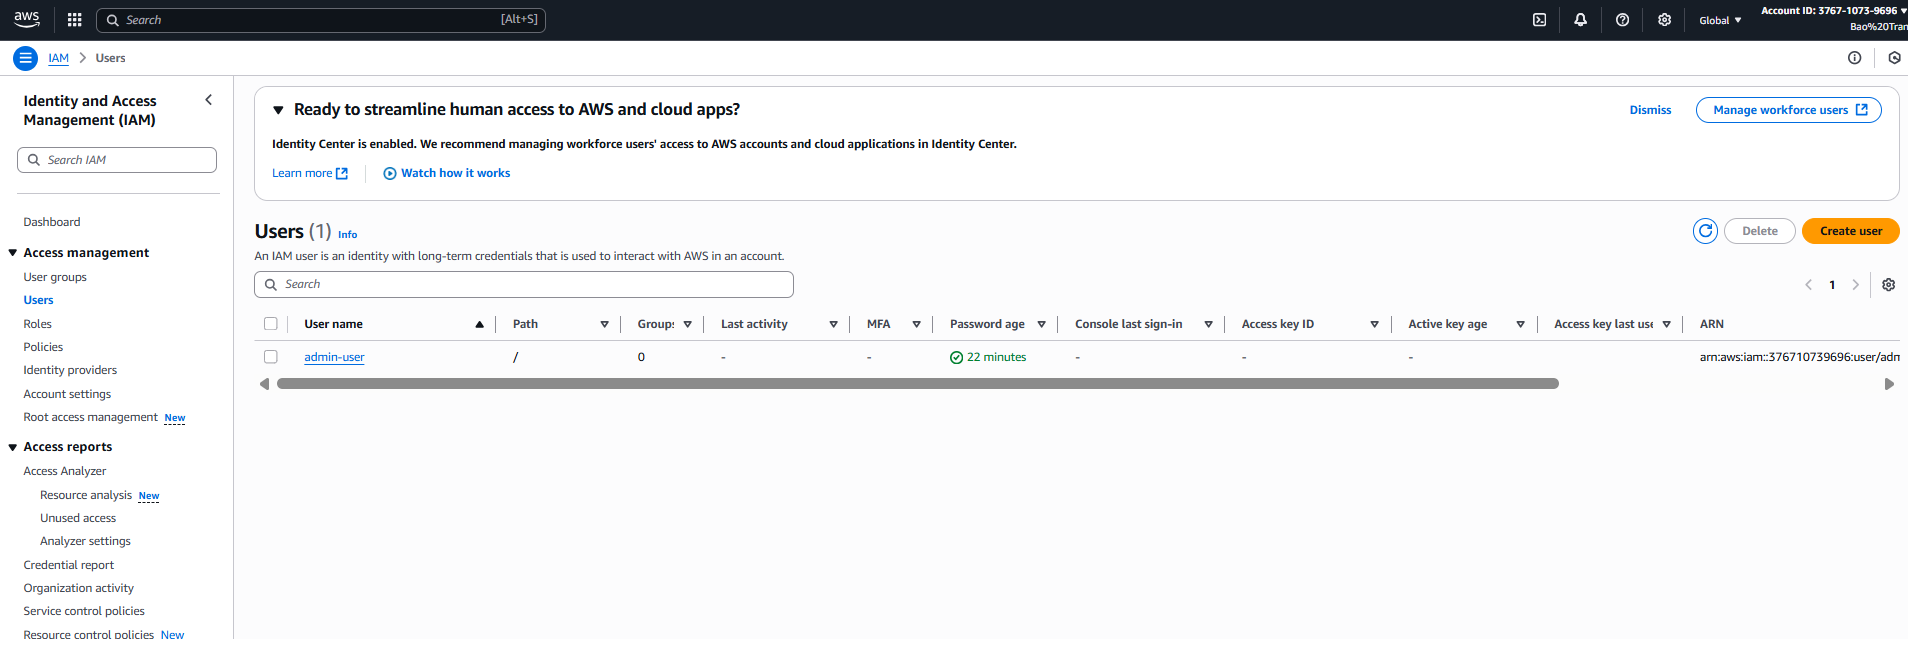 aws Search [Alt+S] Global Account ID: 3767-1073-9696
Bao%20Tran
IAM > Users
Identity and Access
Management (IAM)
Search IAM
Dashboard
Access management
User groups
Users
Roles
Policies
Identity providers
Account settings
Root access management New
Access reports
Access Analyzer
Resource analysis New
Unused access
Analyzer settings
Credential report
Organization activity
Service control policies
Resource control policies New
Ready to streamline human access to AWS and cloud apps?
Dismiss Manage workforce users
Identity Center is enabled. We recommend managing workforce users' access to AWS accounts and cloud applications in Identity Center.
Learn more Watch how it works
Users (1) Info
Delete Create user
An IAM user is an identity with long-term credentials that is used to interact with AWS in an account.
Search
1
User name Path Groups Last activity MFA Password age Console last sign-in Access key ID Active key age Access key last use ARN
admin-user / 0 - - 22 minutes - - - arn:aws:iam::376710739696:user/adm